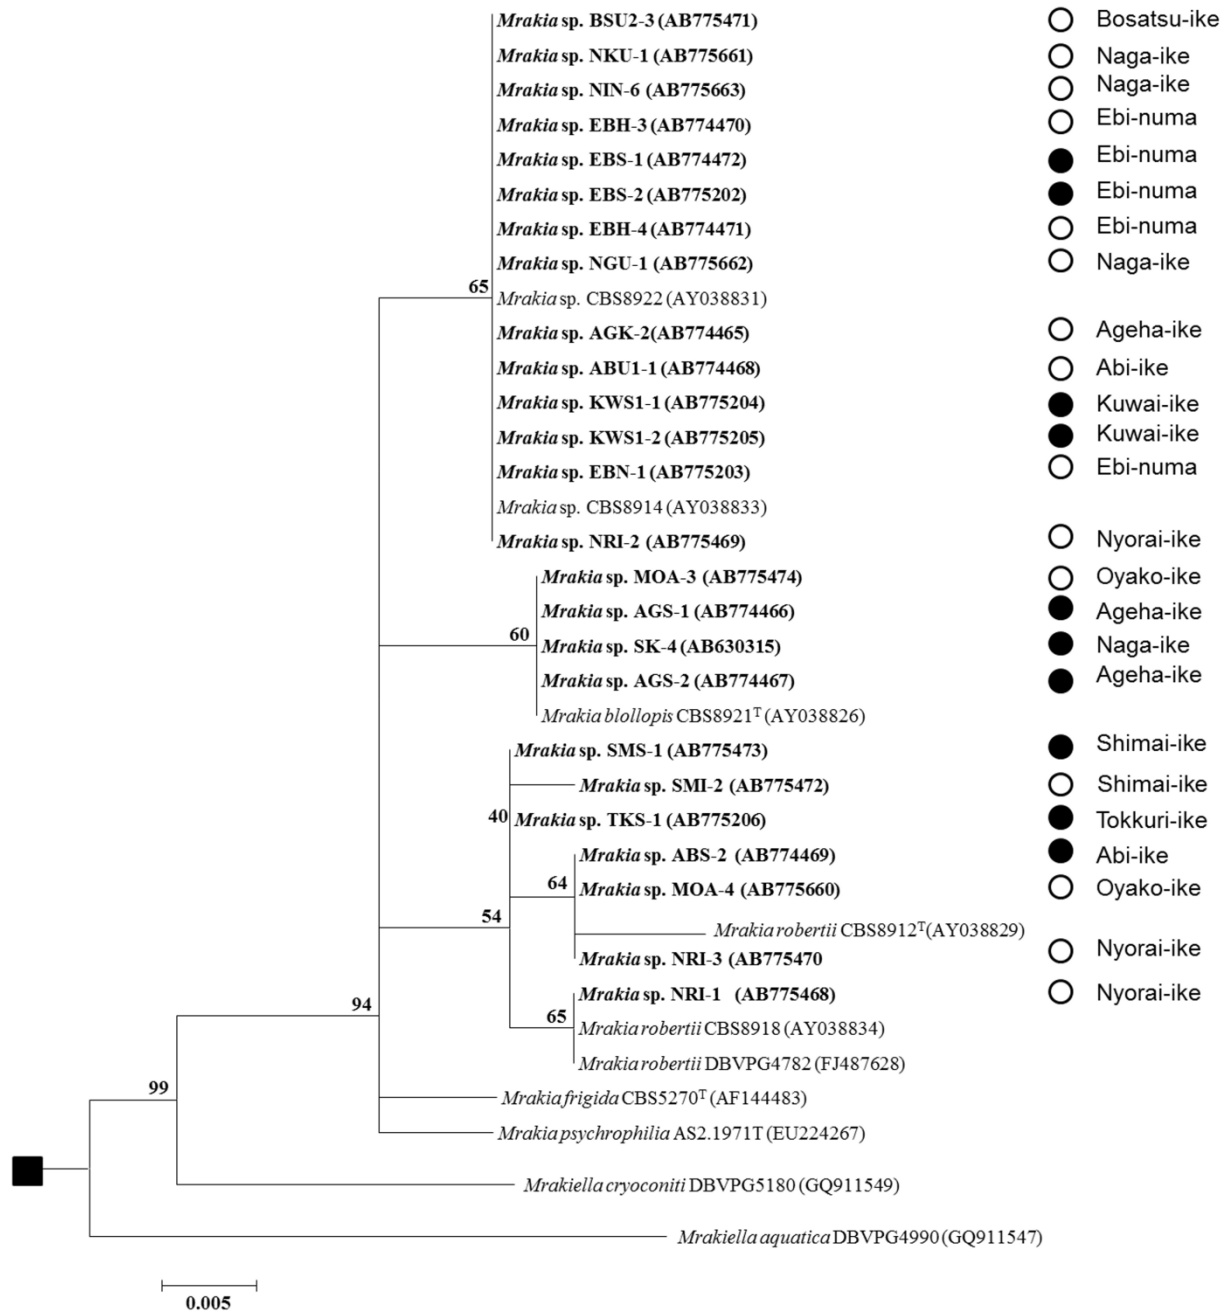 Mrakia sp. BSU2-3 (AB775471) Bosatsu-ike
Mrakia sp. NKU-1 (AB775661) Naga-ike
Mrakia sp. NIN-6 (AB775663) Naga-ike
Mrakia sp. EBH-3 (AB774470) Ebi-numa
Mrakia sp. EBS-1 (AB774472) Ebi-numa
Mrakia sp. EBS-2 (AB775202) Ebi-numa
Mrakia sp. EBH-4 (AB774471) Ebi-numa
Mrakia sp. NGU-1 (AB775662) Naga-ike
65
Mrakia sp. CBS8922 (AY038831)
Mrakia sp. AGK-2(AB774465) Ageha-ike
Mrakia sp. ABU1-1 (AB774468) Abi-ike
Mrakia sp. KWS1-1 (AB775204) Kuwai-ike
Mrakia sp. KWS1-2 (AB775205) Kuwai-ike
Mrakia sp. EBN-1 (AB775203) Ebi-numa
Mrakia sp. CBS8914 (AY038833)
Mrakia sp. NRI-2 (AB775469) Nyorai-ike
Mrakia sp. MOA-3 (AB775474) Oyako-ike
Mrakia sp. AGS-1 (AB774466) Ageha-ike
60
Mrakia sp. SK-4 (AB630315) Naga-ike
Mrakia sp. AGS-2 (AB774467) Ageha-ike
Mrakia blollopis CBS8921T (AY038826)
Mrakia sp. SMS-1 (AB775473) Shimai-ike
Mrakia sp. SMI-2 (AB775472) Shimai-ike
40
Mrakia sp. TKS-1 (AB775206) Tokkuri-ike
Mrakia sp. ABS-2 (AB774469) Abi-ike
64
Mrakia sp. MOA-4 (AB775660) Oyako-ike
54
Mrakia robertii CBS8912T(AY038829)
Mrakia sp. NRI-3 (AB775470 Nyorai-ike
Mrakia sp. NRI-1 (AB775468) Nyorai-ike
94
65
Mrakia robertii CBS8918 (AY038834)
Mrakia robertii DBVPG4782 (FJ487628)
99
Mrakia frigida CBS5270T (AF144483)
Mrakia psychrophilia AS2.1971T (EU224267)
Mrakiella cryoconiti DBVPG5180 (GQ911549)
Mrakiella aquatica DBVPG4990 (GQ911547)
0.005